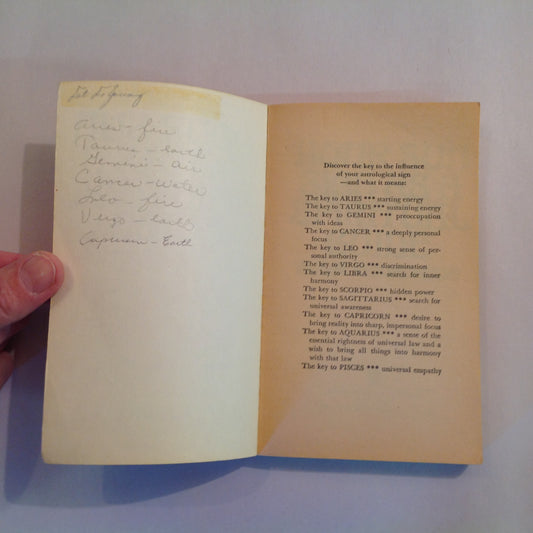 Aries - fire
Taurus - earth
Gemini - air
Cancer - water
Leo - fire
Virgo - earth
Capricorn - Earth
Discover the key to the influence
of your astrological sign
—and what it means:
The key to ARIES *** starting energy
The key to TAURUS *** sustaining energy
The key to GEMINI *** preoccupation
with ideas
The key to CANCER *** a deeply personal
focus
The key to LEO *** strong sense of per-
sonal authority
The key to VIRGO *** discrimination
The key to LIBRA *** search for inner
harmony
The key to SCORPIO *** hidden power
The key to SAGITTARIUS *** search for
universal awareness
The key to CAPRICORN *** desire to
bring reality into sharp, impersonal focus
The key to AQUARIUS *** a sense of the
essential rightness of universal law and a
wish to bring all things into harmony
with that law
The key to PISCES *** universal empathy